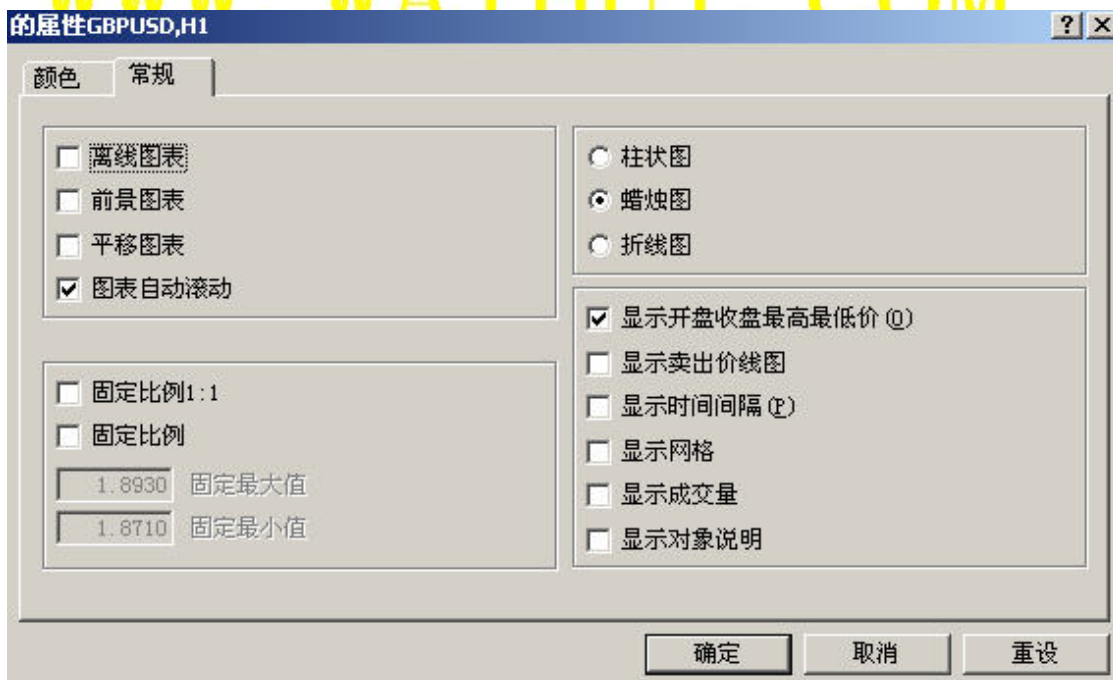 的属性GBPUSD,H1
颜色 常规
离线图表
前景图表
平移图表
图表自动滚动
固定比例1:1
固定比例
1.8930 固定最大值
1.8710 固定最小值
柱状图
蜡烛图
折线图
显示开盘收盘最高最低价(O)
显示卖出价线图
显示时间间隔(P)
显示网格
显示成交量
显示对象说明
确定 取消 重设